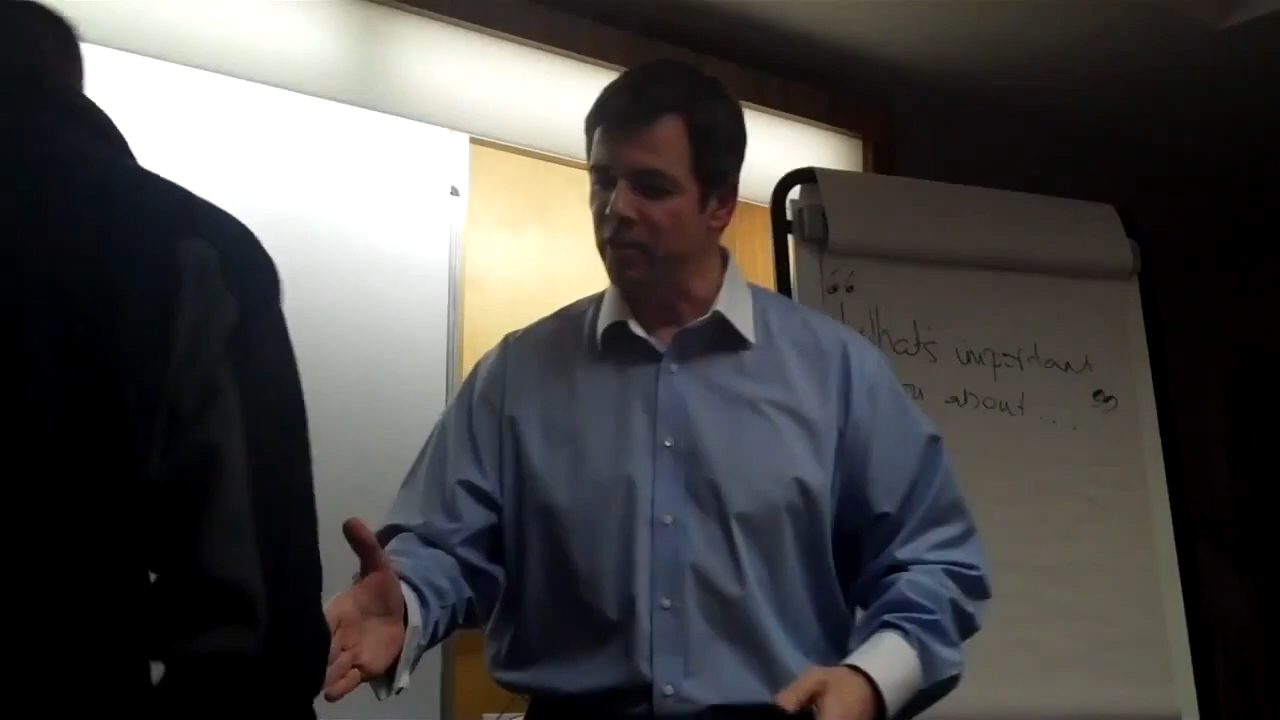 “ What's important
about.... ”